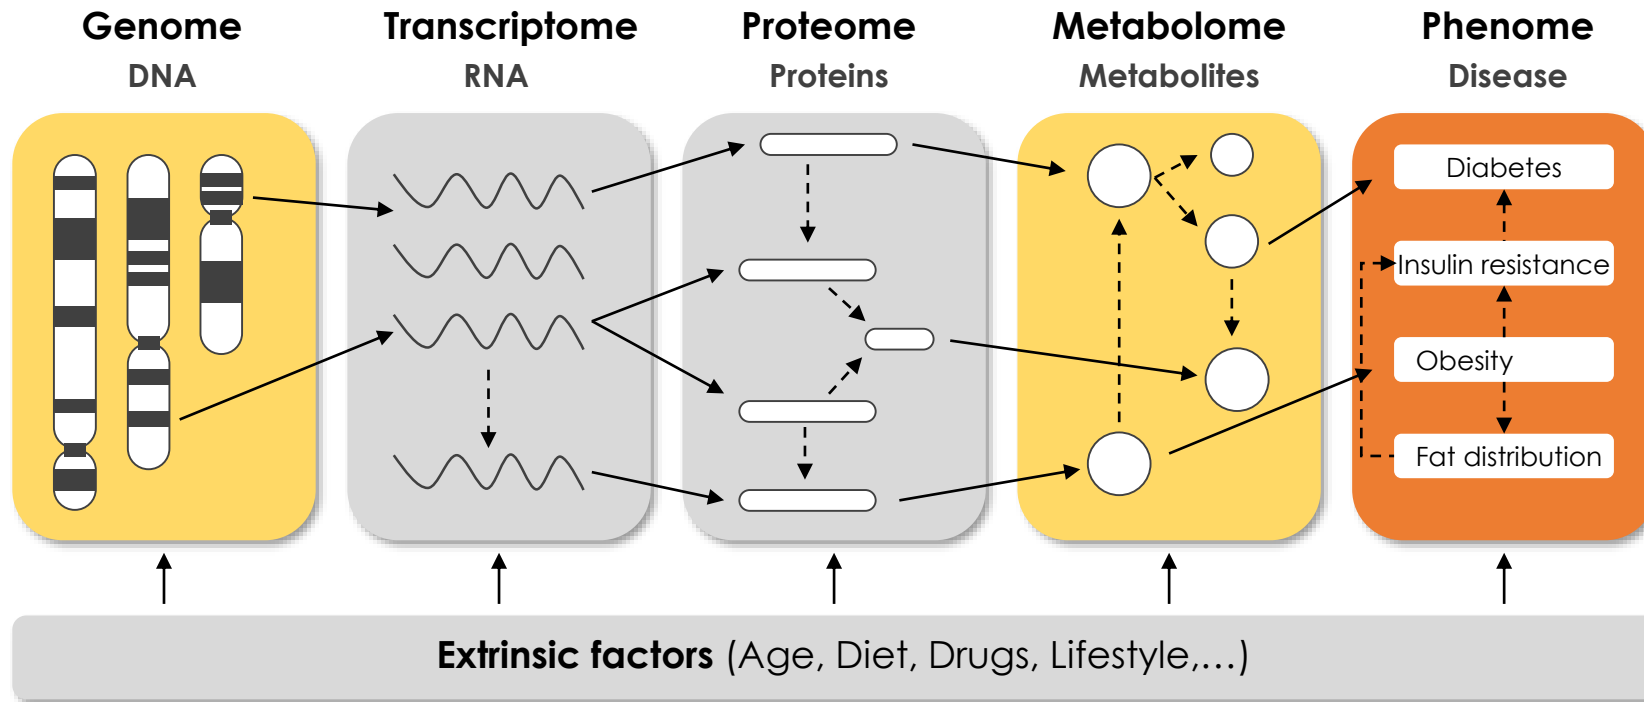 Genome
DNA
Transcriptome
RNA
Proteome
Proteins
Metabolome
Metabolites
Phenome
Disease
Diabetes
Insulin resistance
Obesity
Fat distribution
Extrinsic factors (Age, Diet, Drugs, Lifestyle,...)